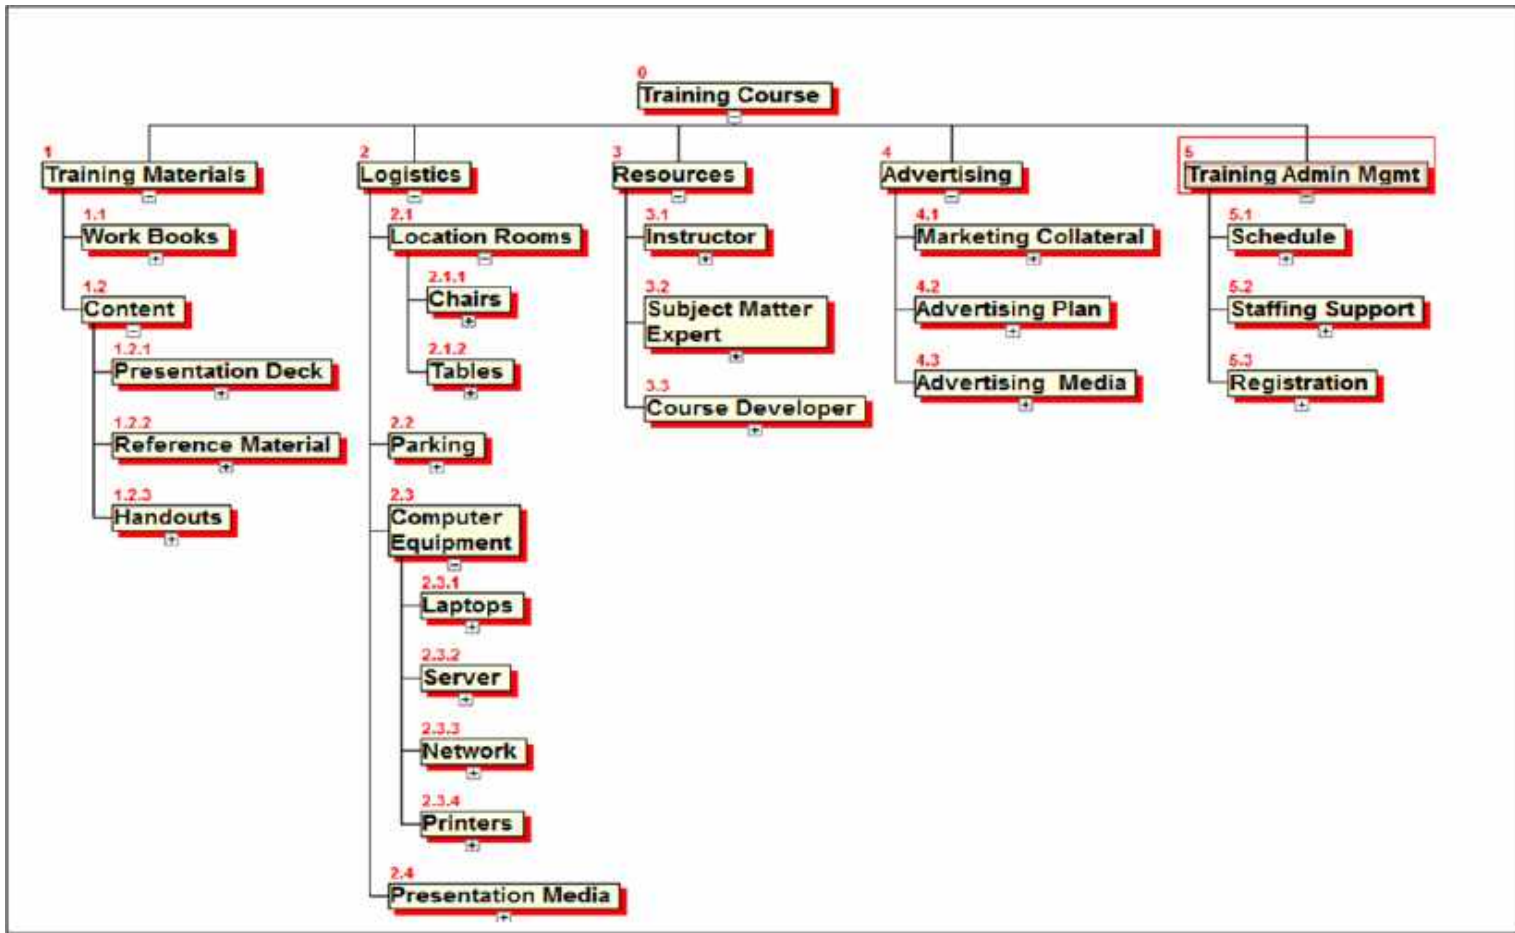 0
Training Course
1
Training Materials
1.1
Work Books
1.2
Content
1.2.1
Presentation Deck
1.2.2
Reference Material
1.2.3
Handouts
2
Logistics
2.1
Location Rooms
2.1.1
Chairs
2.1.2
Tables
2.2
Parking
2.3
Computer
Equipment
2.3.1
Laptops
2.3.2
Server
2.3.3
Network
2.3.4
Printers
2.4
Presentation Media
3
Resources
3.1
Instructor
3.2
Subject Matter
Expert
3.3
Course Developer
4
Advertising
4.1
Marketing Collateral
4.2
Advertising Plan
4.3
Advertising Media
5
Training Admin Mgmt
5.1
Schedule
5.2
Staffing Support
5.3
Registration